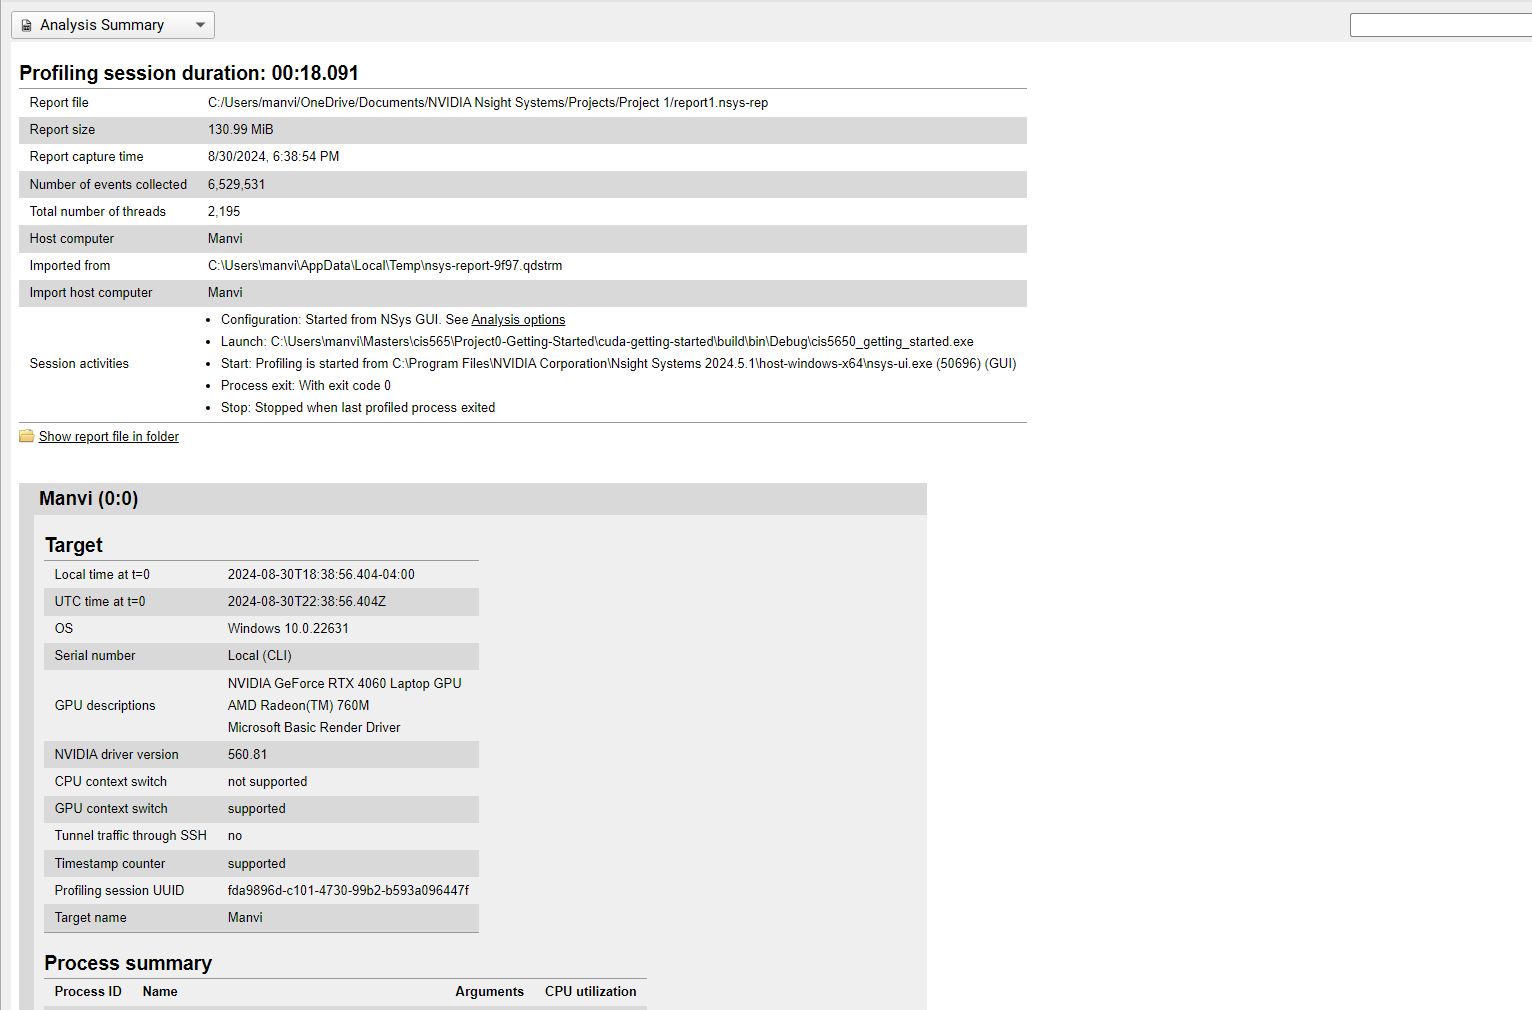 Analysis Summary
Profiling session duration: 00:18.091
Report file C:/Users/manvi/OneDrive/Documents/NVIDIA Nsight Systems/Projects/Project 1/report1.nsys-rep
Report size 130.99 MiB
Report capture time 8/30/2024, 6:38:54 PM
Number of events collected 6,529,531
Total number of threads 2,195
Host computer Manvi
Imported from C:\Users\manvi\AppData\Local\Temp\nsys-report-9f97.qdstrm
Import host computer Manvi
Session activities
• Configuration: Started from NSys GUI. See Analysis options
• Launch: C:\Users\manvi\Masters\cis565\Project0-Getting-Started\cuda-getting-started\build\bin\Debug\cis5650_getting_started.exe
• Start: Profiling is started from C:\Program Files\NVIDIA Corporation\Nsight Systems 2024.5.1\host-windows-x64\nsys-ui.exe (50696) (GUI)
• Process exit: With exit code 0
• Stop: Stopped when last profiled process exited
Show report file in folder
Manvi (0:0)
Target
Local time at t=0 2024-08-30T18:38:56.404-04:00
UTC time at t=0 2024-08-30T22:38:56.404Z
OS Windows 10.0.22631
Serial number Local (CLI)
GPU descriptions
NVIDIA GeForce RTX 4060 Laptop GPU
AMD Radeon(TM) 760M
Microsoft Basic Render Driver
NVIDIA driver version 560.81
CPU context switch not supported
GPU context switch supported
Tunnel traffic through SSH no
Timestamp counter supported
Profiling session UUID fda9896d-c101-4730-99b2-b593a096447f
Target name Manvi
Process summary
Process ID Name Arguments CPU utilization